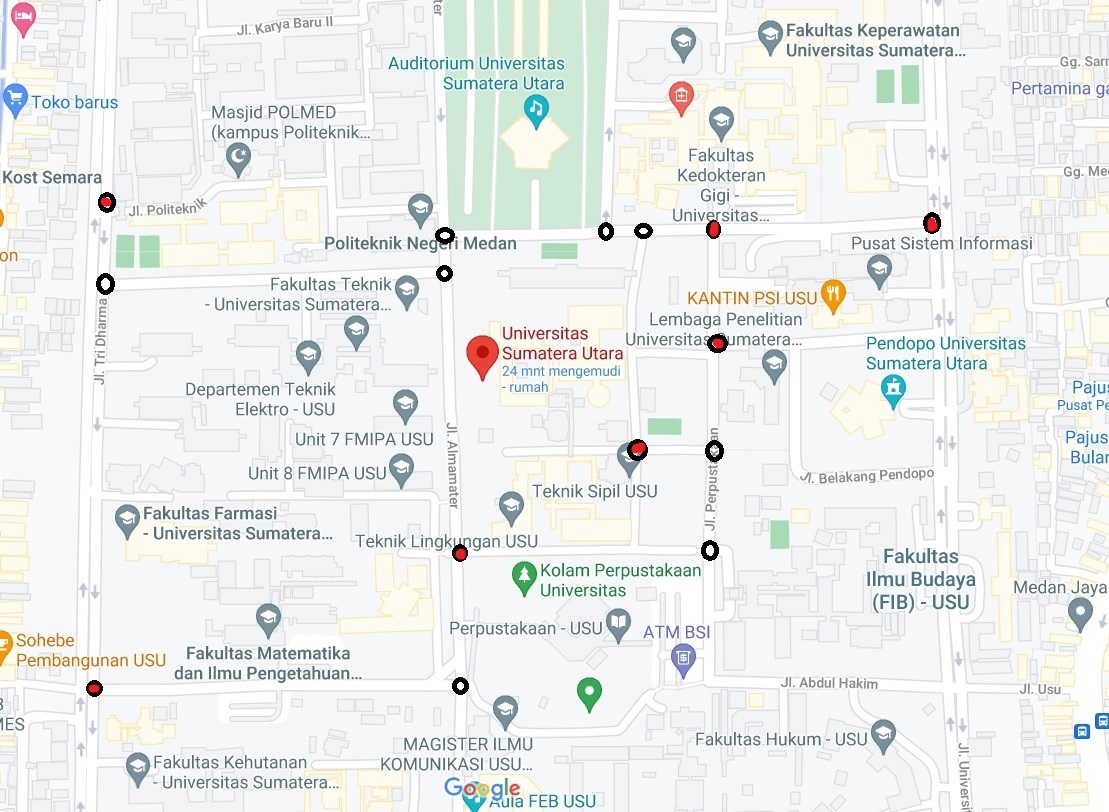 Jl. Karya Baru II
ter
Fakultas Keperawatan
Universitas Sumatera...
Gg. Sarr
Auditorium Universitas
Sumatera Utara
Toko barus
Pertamina ga
Masjid POLMED
(kampus Politeknik...
Fakultas
Kedokteran
Gigi -
Universitas...
Kost Semara
Gg. Me
Jl. Politeknik
Politeknik Negeri Medan
Pusat Sistem Informasi
on
Fakultas Teknik
- Universitas Sumatera...
KANTIN PSI USU
Lembaga Penelitian
Universitas Sumatera...
Jl. Tri Dharma
Universitas
Sumatera Utara
24 mnt mengemudi
- rumah
Pendopo Universitas
Sumatera Utara
Departemen Teknik
Elektro - USU
Pajus
Pusat Pe
Unit 7 FMIPA USU
Jl. Almamater
Jl. Perpust
an
Pajus
Bulan
Unit 8 FMIPA USU
Jl. Belakang Pendopo
Teknik Sipil USU
Fakultas Farmasi
- Universitas Sumatera...
Teknik Lingkungan USU
Kolam Perpustakaan
Universitas
Fakultas
Ilmu Budaya
(FIB) - USU
Medan Jaya
Perpustakaan - USU
ATM BSI
Sohebe
Pembangunan USU
Fakultas Matematika
dan Ilmu Pengetahuan...
Jl. Abdul Hakim
Jl. Usu
MES
MAGISTER ILMU
KOMUNIKASI USU...
Fakultas Hukum - USU
Fakultas Kehutanan
- Universitas Sumatera...
Jl. Universi
Google
Aula FEB USU